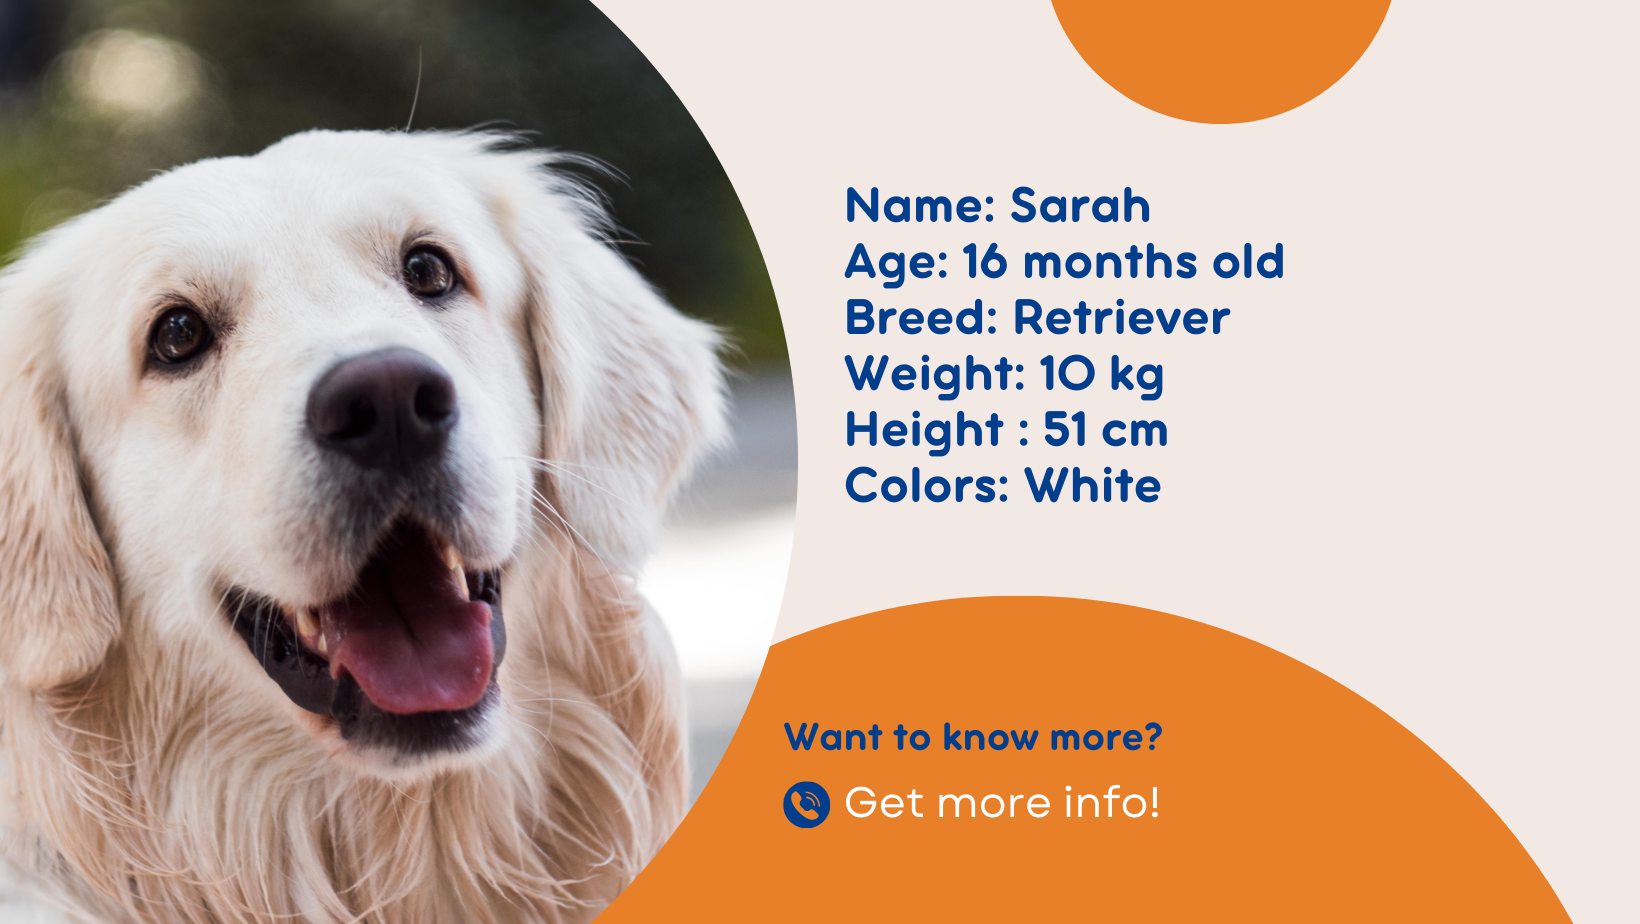 Name: Sarah
Age: 16 months old
Breed: Retriever
Weight: 10 kg
Height : 51 cm
Colors: White
Want to know more?
Get more info!